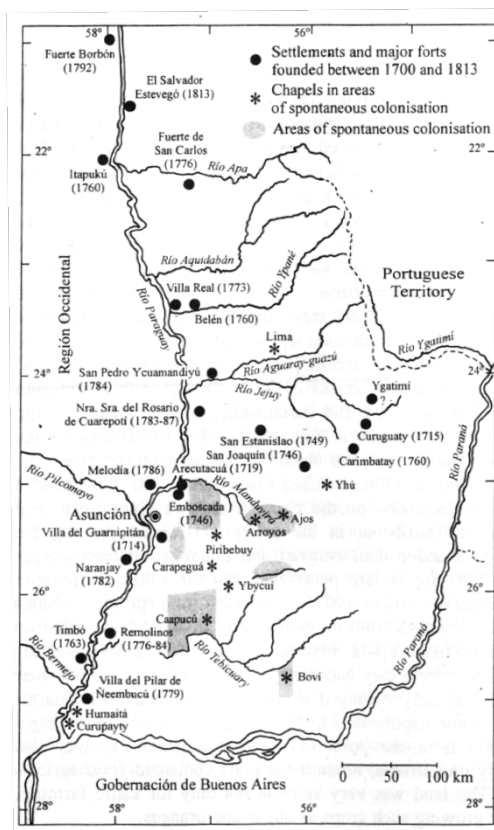 58°
56°
Fuerte Borbón
(1792)
El Salvador
Estevegó (1813)
Settlements and major forts
founded between 1700 and 1813
Chapels in areas
of spontaneous colonisation
Areas of spontaneous colonisation
Fuerte de
San Carlos
(1776)
22°
22°
Itapukú
(1760)
Río Apa
Región Occidental
Río Aquidabán
Río Ypané
Villa Real (1773)
Belén (1760)
Río Paraguay
Portuguese
Territory
Lima
Río Ygatimí
Río Aguaray-guazú
24°
24°
San Pedro Ycuamandiyú
(1784)
Río Jejuy
Ygatimi
?
Nra. Sra. del Rosario
de Cuarepotí (1783-87)
San Estanislao (1749)
Curuguaty (1715)
San Joaquín (1746)
Carimbatay (1760)
Río Paraná
Melodía (1786)
Arecutacuá (1719)
Yhú
Río Pilcomayo
Río Manduvirá
Asunción
Emboscada
(1746)
Ajos
Arroyos
Villa del Guarnipitán
(1714)
Piribebuy
Carapeguá
Naranjay
(1782)
Ybycuí
26°
26°
Caapucú
Timbó
(1763)
Remolinos
(1776-84)
Río Tebicuary
Río Bermejo
Boví
Río Paraná
Villa del Pilar de
Ñeembucú (1779)
Humaitá
Curupayty
0 50 100 km
Gobernación de Buenos Aires
28°
58°
56°
28°